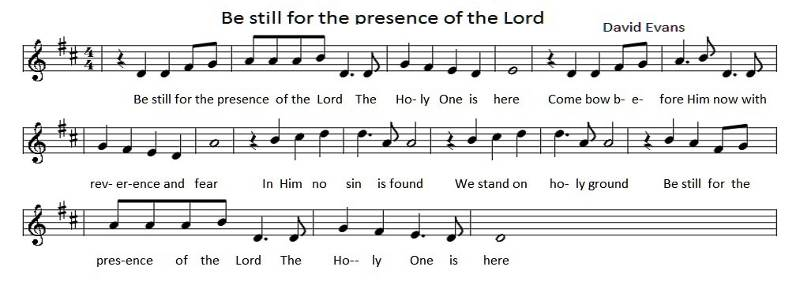 Be still for the presence of the Lord
David Evans
4
4
Be still for the presence of the Lord The Ho- ly One is here Come bow b- e- fore Him now with
rev- er-ence and fear In Him no sin is found We stand on ho- ly ground Be still for the
pres-ence of the Lord The Ho-- ly One is here